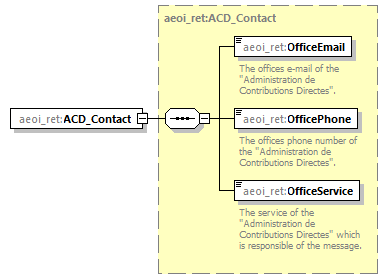 aeoi_ret:ACD_Contact
aeoi_ret:ACD_Contact
aeoi_ret:OfficeEmail
The offices e-mail of the
"Administration de
Contributions Directes".
aeoi_ret:OfficePhone
The offices phone number of
the "Administration de
Contributions Directes".
aeoi_ret:OfficeService
The service of the
"Administration de
Contributions Directes" which
is responsible of the message.